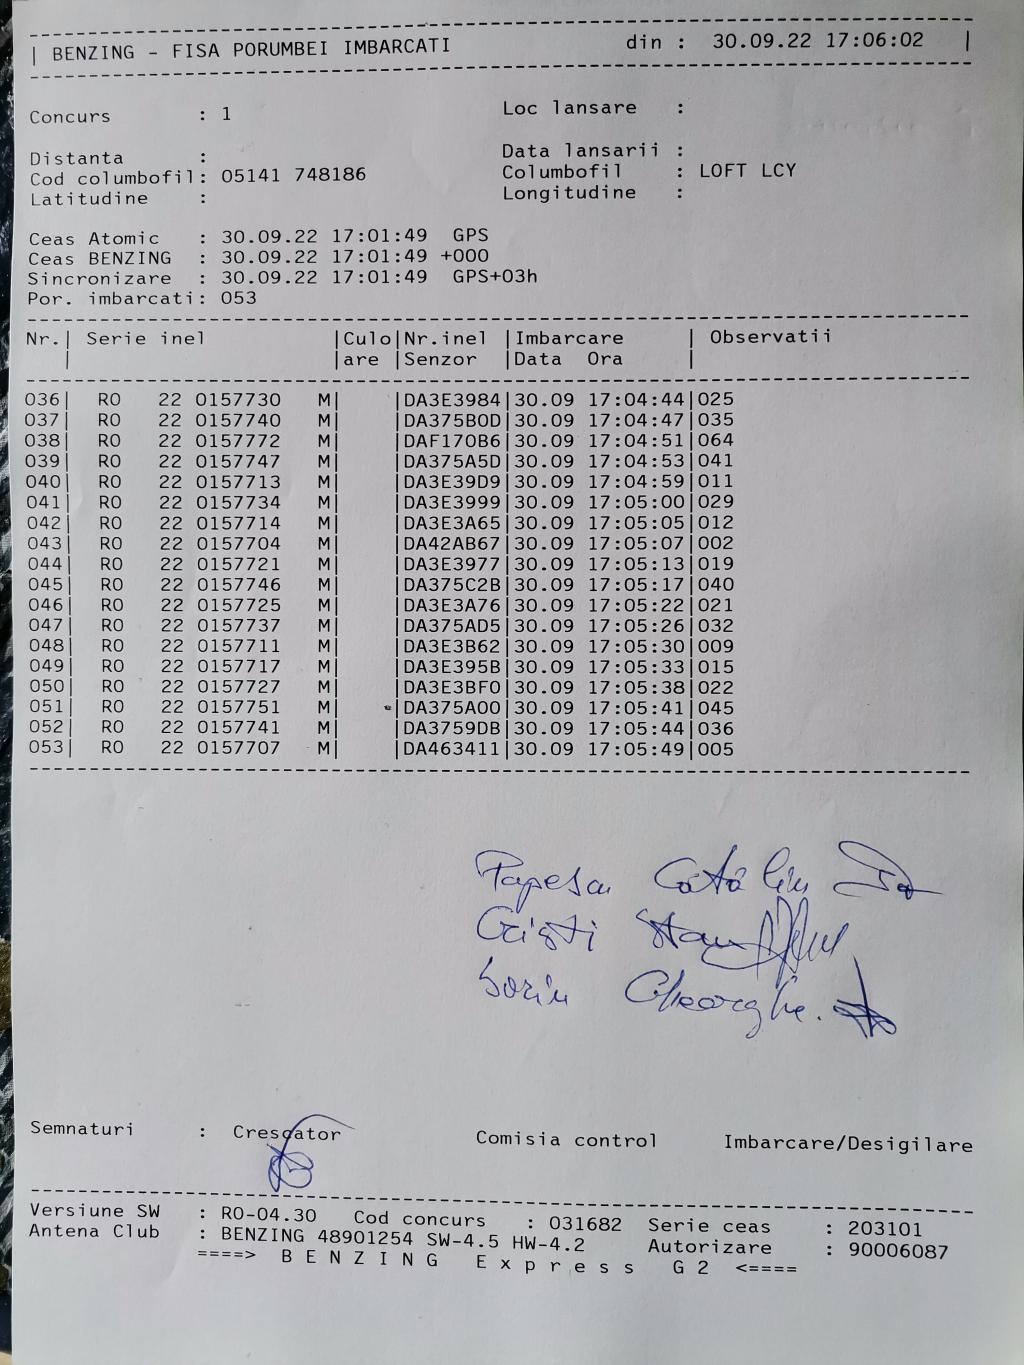 | BENZING - FISA PORUMBEI IMBARCATI din : 30.09.22 17:06:02 |
Concurs : 1 Loc lansare :
Distanta : Data lansarii :
Cod columbofil: 05141 748186 Columbofil : LOFT LCY
Latitudine : Longitudine :
Ceas Atomic : 30.09.22 17:01:49 GPS
Ceas BENZING : 30.09.22 17:01:49 +000
Sincronizare : 30.09.22 17:01:49 GPS+03h
Por. imbarcati: 053
Nr.| Serie inel |Culo|Nr.inel |Imbarcare | Observatii
| |are |Senzor |Data Ora |
036| RO 22 0157730 M| |DA3E3984|30.09 17:04:44|025
037| RO 22 0157740 M| |DA375B0D|30.09 17:04:47|035
038| RO 22 0157772 M| |DAF170B6|30.09 17:04:51|064
039| RO 22 0157747 M| |DA375A5D|30.09 17:04:53|041
040| RO 22 0157713 M| |DA3E39D9|30.09 17:04:59|011
041| RO 22 0157734 M| |DA3E3999|30.09 17:05:00|029
042| RO 22 0157714 M| |DA3E3A65|30.09 17:05:05|012
043| RO 22 0157704 M| |DA42AB67|30.09 17:05:07|002
044| RO 22 0157721 M| |DA3E3977|30.09 17:05:13|019
045| RO 22 0157746 M| |DA375C2B|30.09 17:05:17|040
046| RO 22 0157725 M| |DA3E3A76|30.09 17:05:22|021
047| RO 22 0157737 M| |DA375AD5|30.09 17:05:26|032
048| RO 22 0157711 M| |DA3E3B62|30.09 17:05:30|009
049| RO 22 0157717 M| |DA3E395B|30.09 17:05:33|015
050| RO 22 0157727 M| |DA3E3BF0|30.09 17:05:38|022
051| RO 22 0157751 M| |DA375A00|30.09 17:05:41|045
052| RO 22 0157741 M| |DA3759DB|30.09 17:05:44|036
053| RO 22 0157707 M| |DA463411|30.09 17:05:49|005
Popescu Cătălin
Cristi Stan
Sorin Gheorghe.
Semnaturi : Crescator Comisia control Imbarcare/Desigilare
Versiune SW : RO-04.30 Cod concurs : 031682 Serie ceas : 203101
Antena Club : BENZING 48901254 SW-4.5 HW-4.2 Autorizare : 90006087
====> B E N Z I N G E x p r e s s G 2 <====